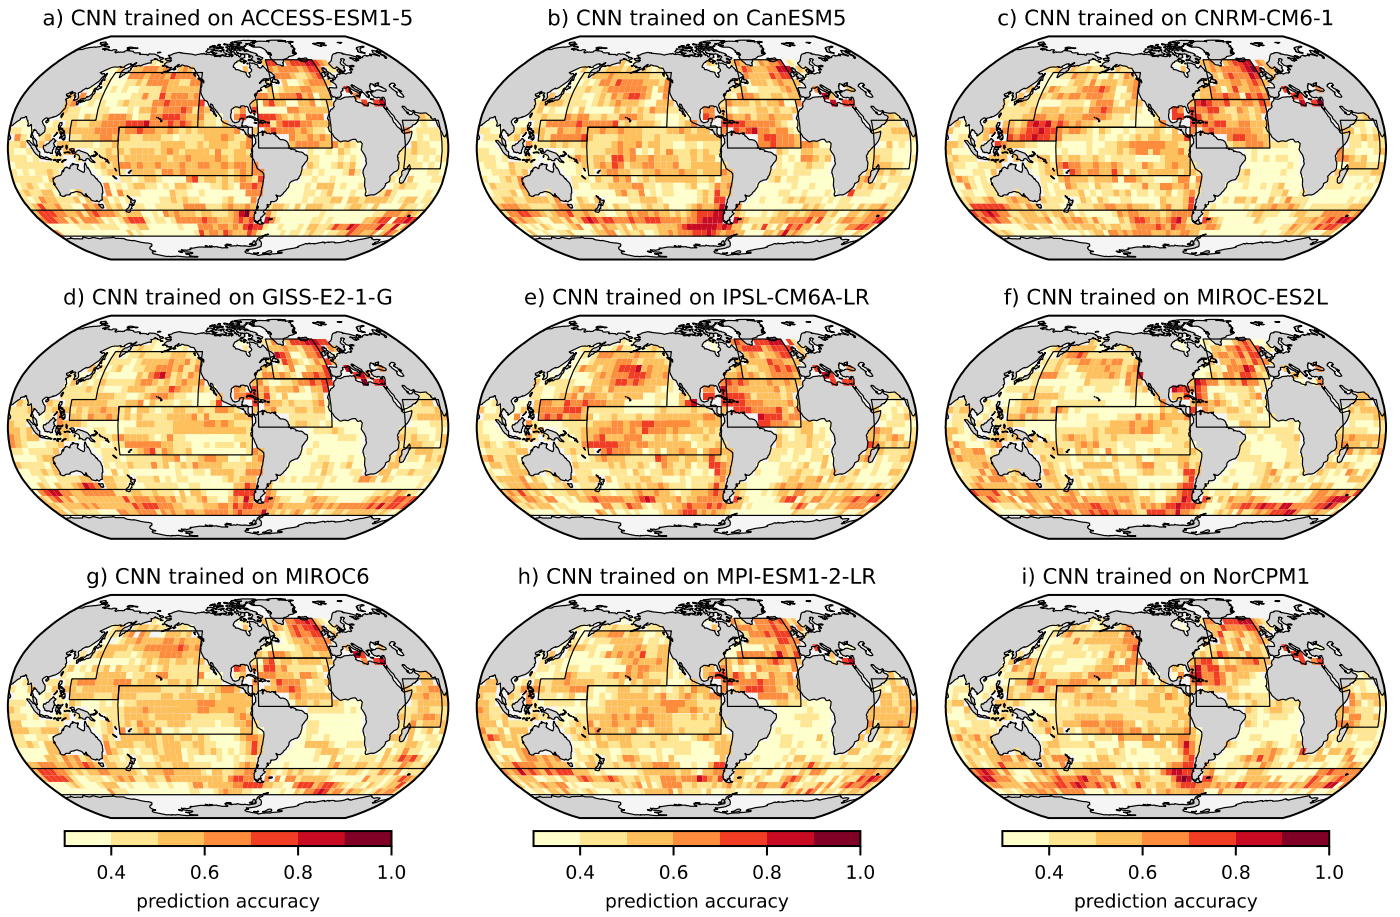 a) CNN trained on ACCESS-ESM1-5
b) CNN trained on CanESM5
c) CNN trained on CNRM-CM6-1
d) CNN trained on GISS-E2-1-G
e) CNN trained on IPSL-CM6A-LR
f) CNN trained on MIROC-ES2L
g) CNN trained on MIROC6
h) CNN trained on MPI-ESM1-2-LR
i) CNN trained on NorCPM1
0.4 0.6 0.8 1.0
prediction accuracy
0.4 0.6 0.8 1.0
prediction accuracy
0.4 0.6 0.8 1.0
prediction accuracy